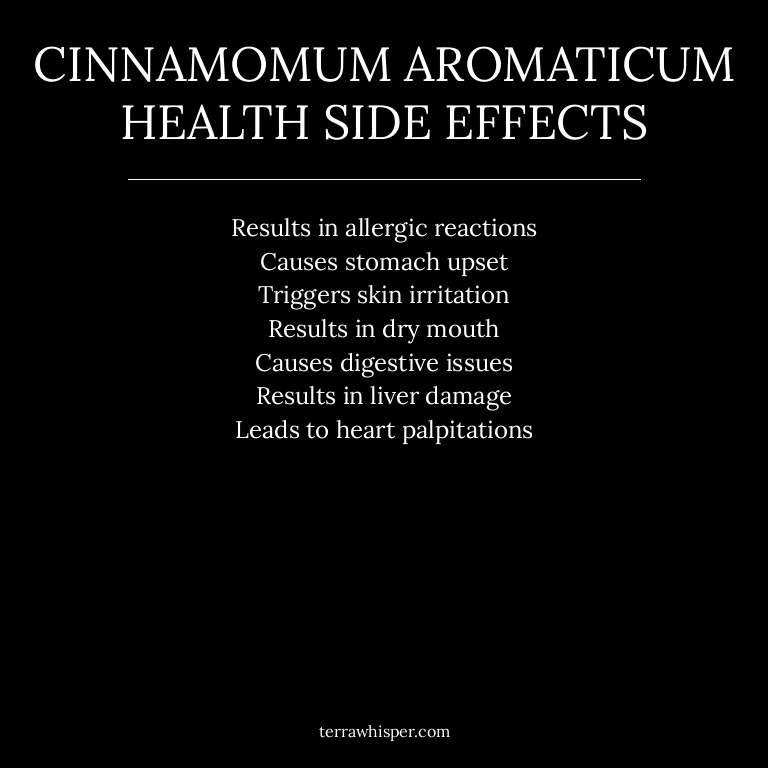 CINNAMOMUM AROMATICUM
HEALTH SIDE EFFECTS
Results in allergic reactions
Causes stomach upset
Triggers skin irritation
Results in dry mouth
Causes digestive issues
Results in liver damage
Leads to heart palpitations
terrawhisper.com